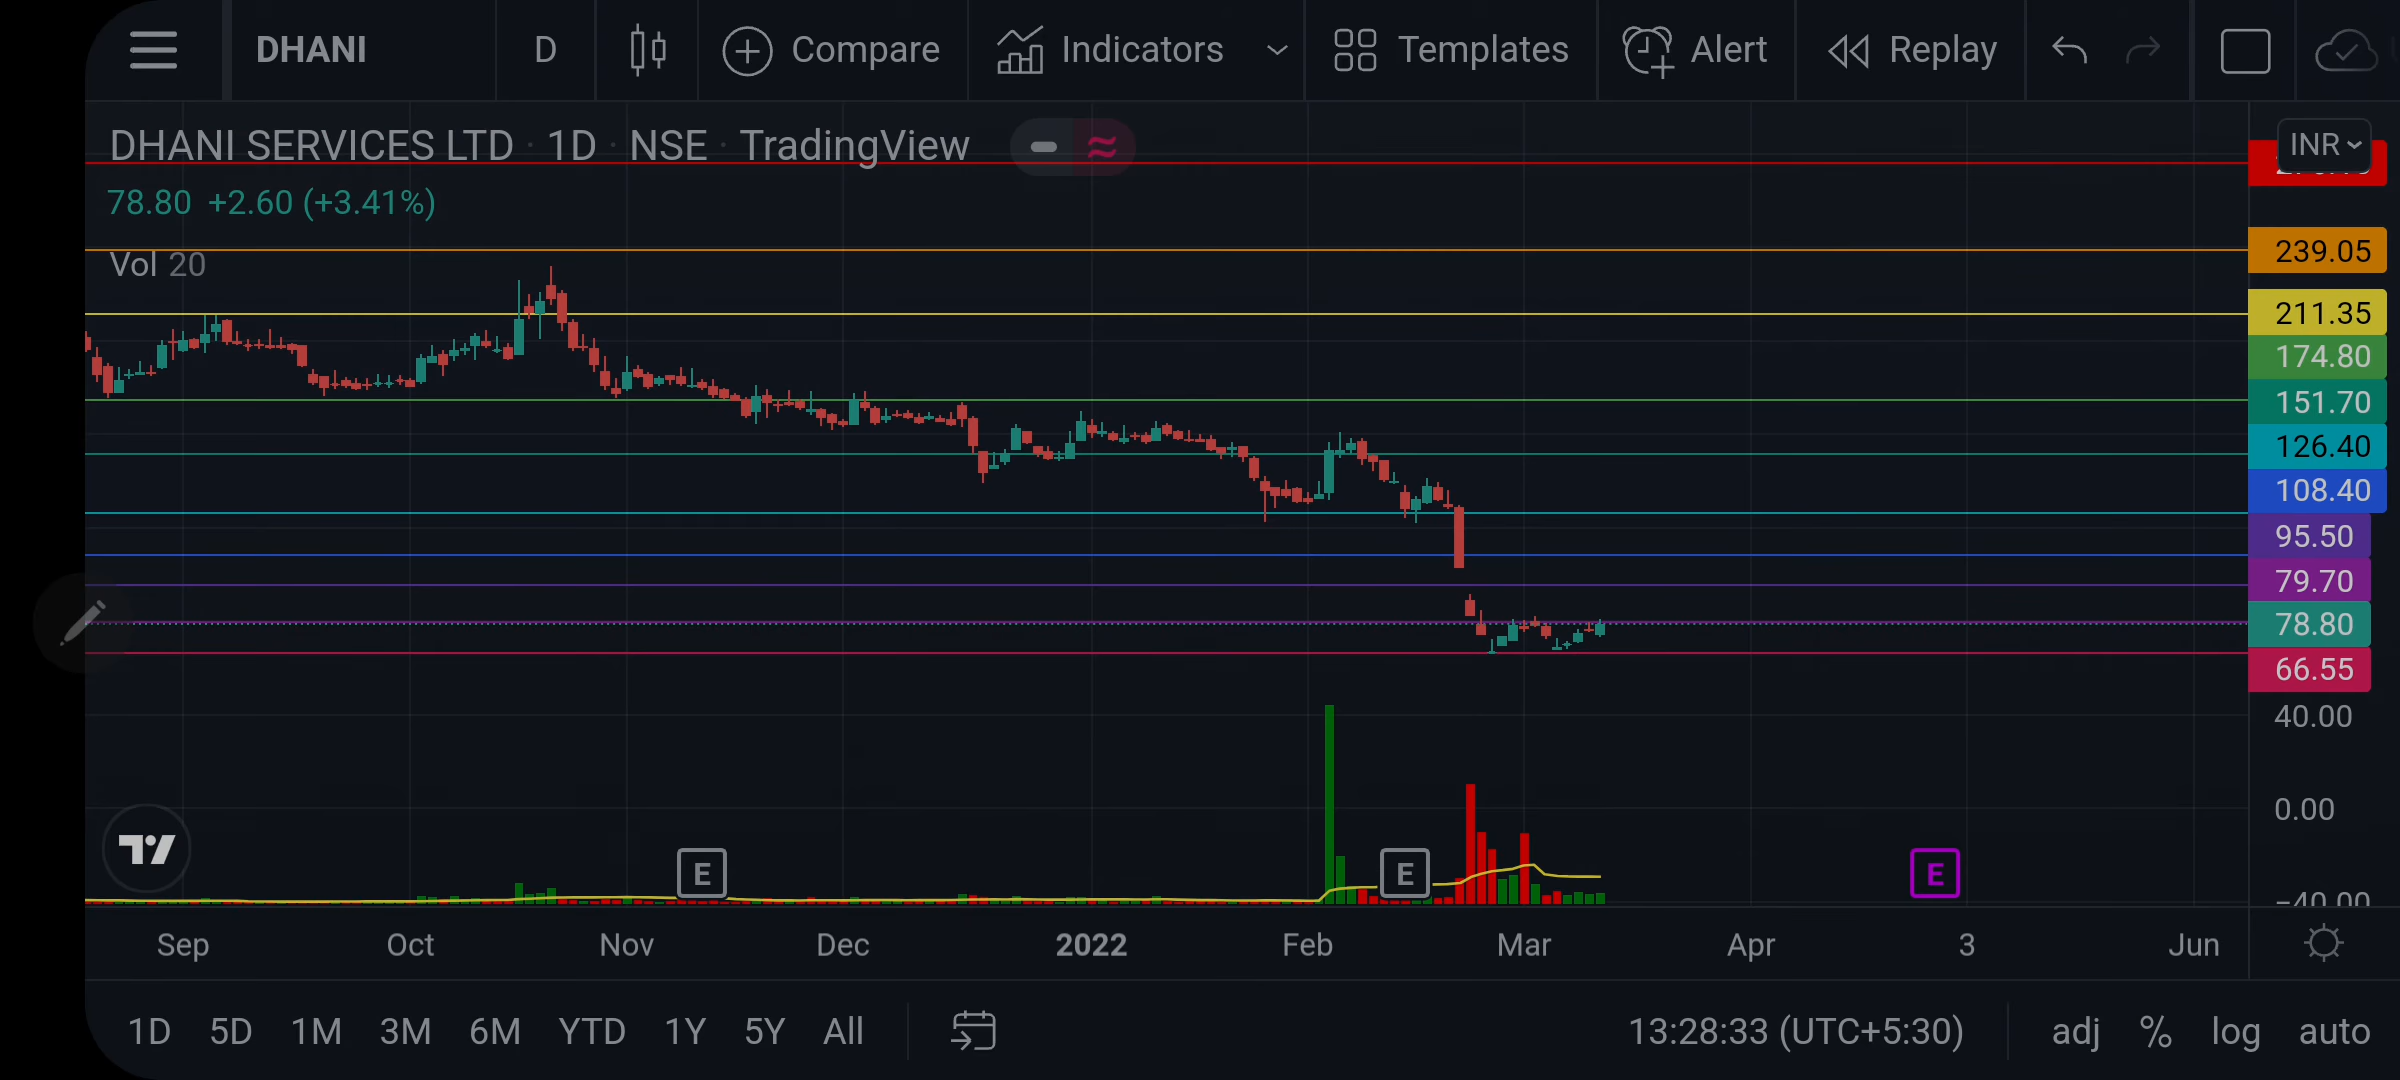 DHANI D Compare Indicators Templates Alert Replay
DHANI SERVICES LTD · 1D · NSE · TradingView
INR
78.80 +2.60 (+3.41%)
239.05
Vol 20
211.35
174.80
151.70
126.40
108.40
95.50
79.70
78.80
66.55
40.00
0.00
E E E
−40.00
Sep Oct Nov Dec 2022 Feb Mar Apr 3 Jun
1D 5D 1M 3M 6M YTD 1Y 5Y All 13:28:33 (UTC+5:30) adj % log auto